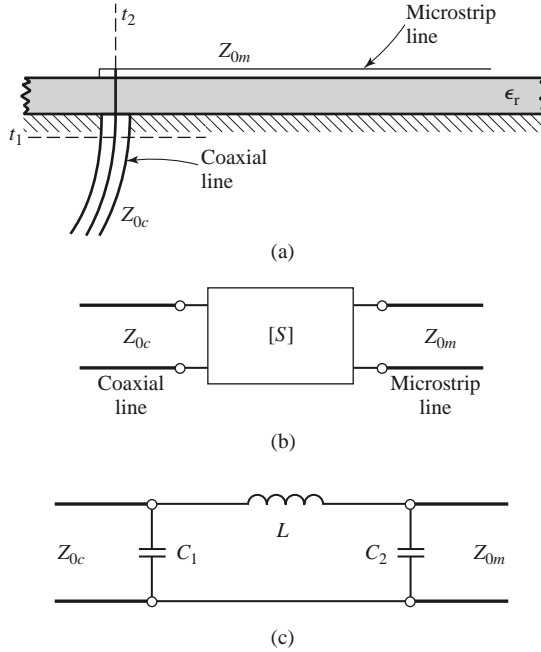 t₂
Microstrip
line
Z₀ₘ
ϵᵣ
t₁
Coaxial
line
Z₀c
(a)
Z₀c
[S]
Z₀ₘ
Coaxial
line
Microstrip
line
(b)
L
Z₀c
C₁
C₂
Z₀ₘ
(c)